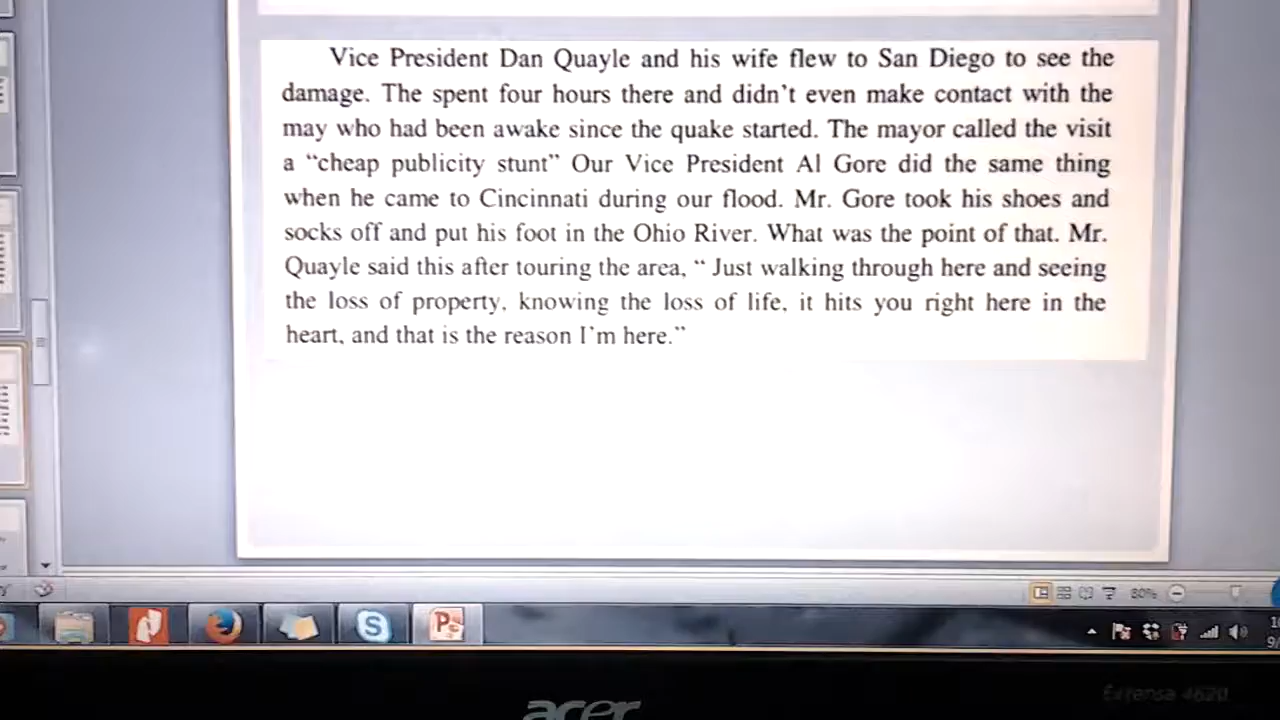 Vice President Dan Quayle and his wife flew to San Diego to see the
damage. The spent four hours there and didn't even make contact with the
may who had been awake since the quake started. The mayor called the visit
a “cheap publicity stunt” Our Vice President Al Gore did the same thing
when he came to Cincinnati during our flood. Mr. Gore took his shoes and
socks off and put his foot in the Ohio River. What was the point of that. Mr.
Quayle said this after touring the area, “ Just walking through here and seeing
the loss of property, knowing the loss of life, it hits you right here in the
heart, and that is the reason I'm here.”
80%
acer
Extensa 4620